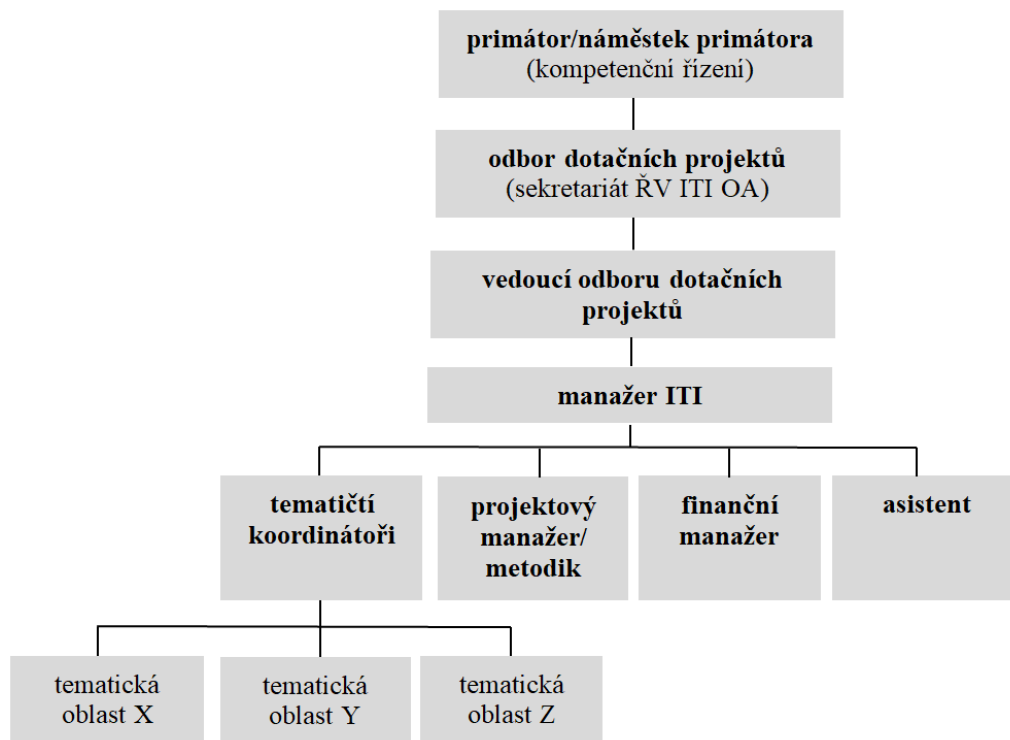 primátor/náměstek primátora
(kompetenční řízení)
odbor dotačních projektů
(sekretariát ŘV ITI OA)
vedoucí odboru dotačních
projektů
manažer ITI
tematičtí
koordinátoři
projektový
manažer/
metodik
finanční
manažer
asistent
tematická
oblast X
tematická
oblast Y
tematická
oblast Z